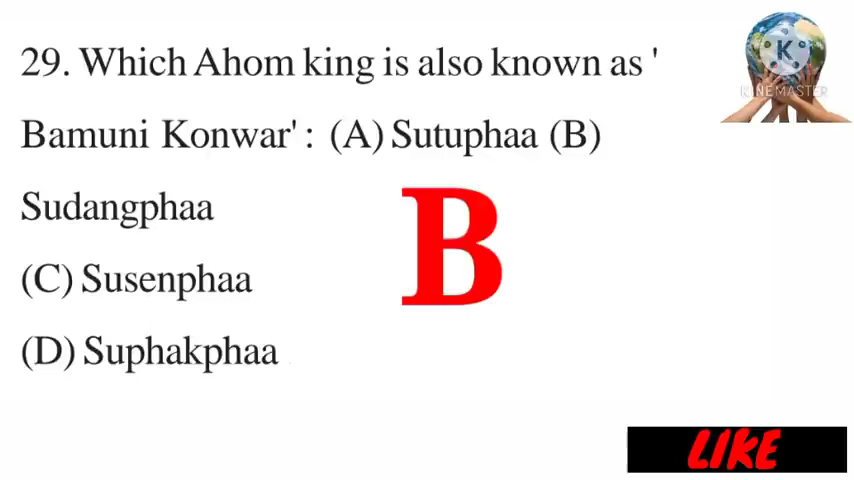 29. Which Ahom king is also known as '
Bamuni Konwar' : (A) Sutuphaa (B)
Sudangphaa
(C) Susenphaa
(D) Suphakphaa
B
K
KINEMASTER
LIKE